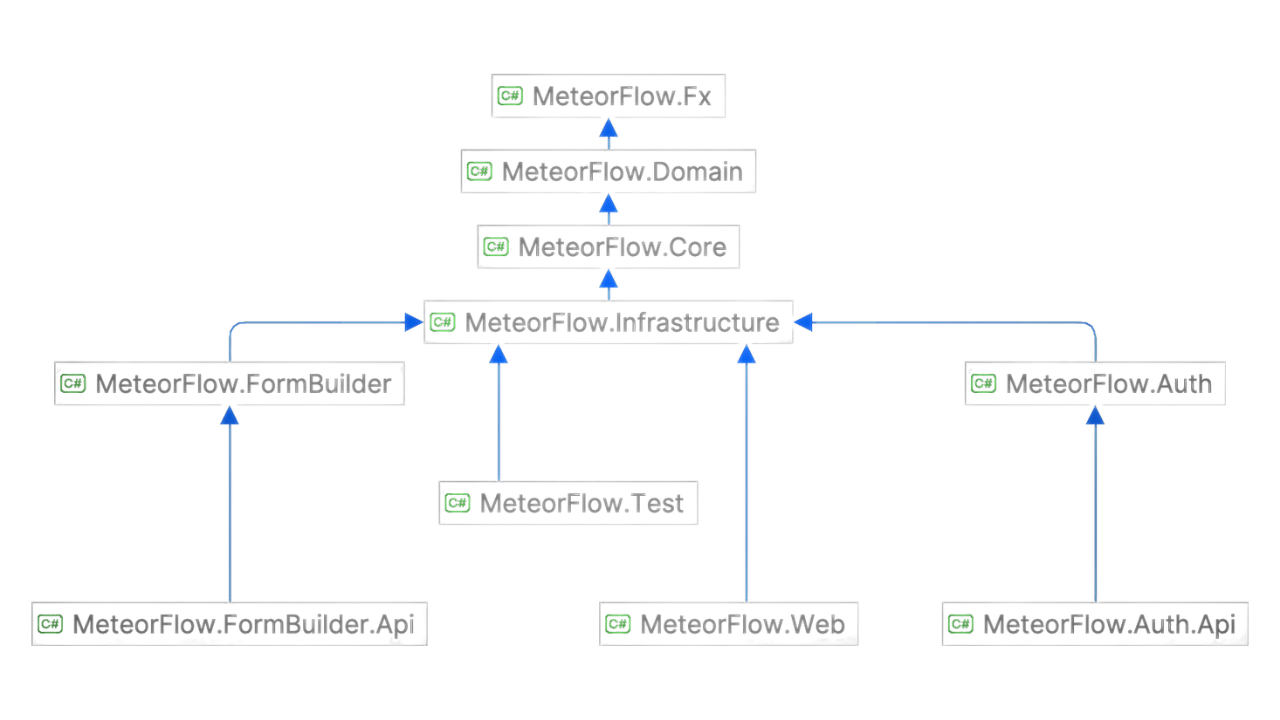 C# MeteorFlow.Fx
C# MeteorFlow.Domain
C# MeteorFlow.Core
C# MeteorFlow.Infrastructure
C# MeteorFlow.FormBuilder
C# MeteorFlow.Auth
C# MeteorFlow.Test
C# MeteorFlow.FormBuilder.Api
C# MeteorFlow.Web
C# MeteorFlow.Auth.Api